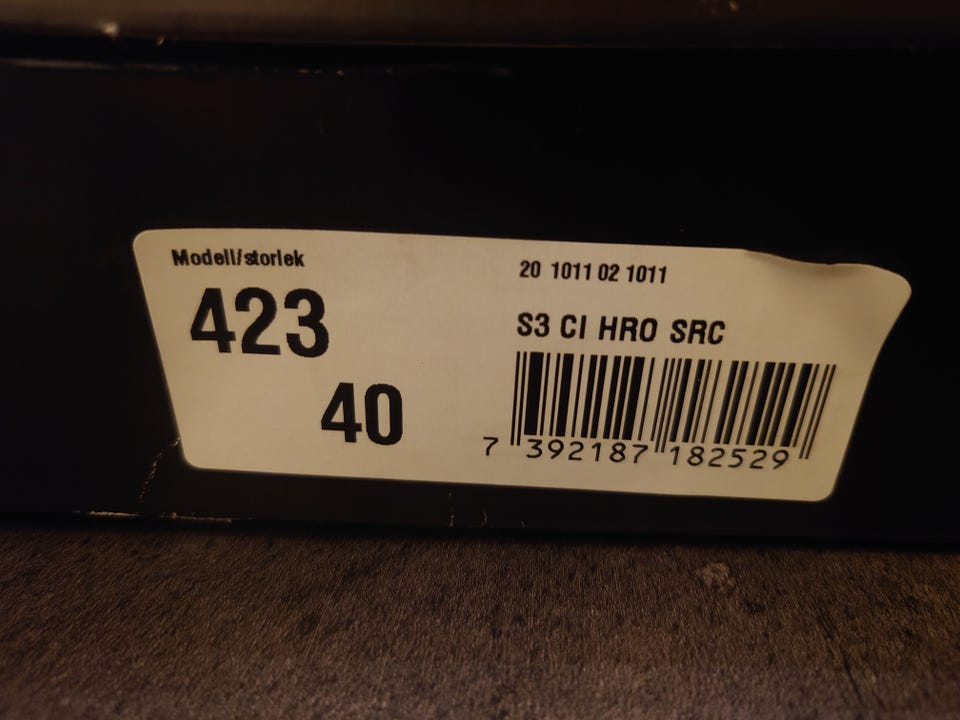 Modell/storlek
423
40
20 1011 02 1011
S3 CI HRO SRC
7 392187 182529